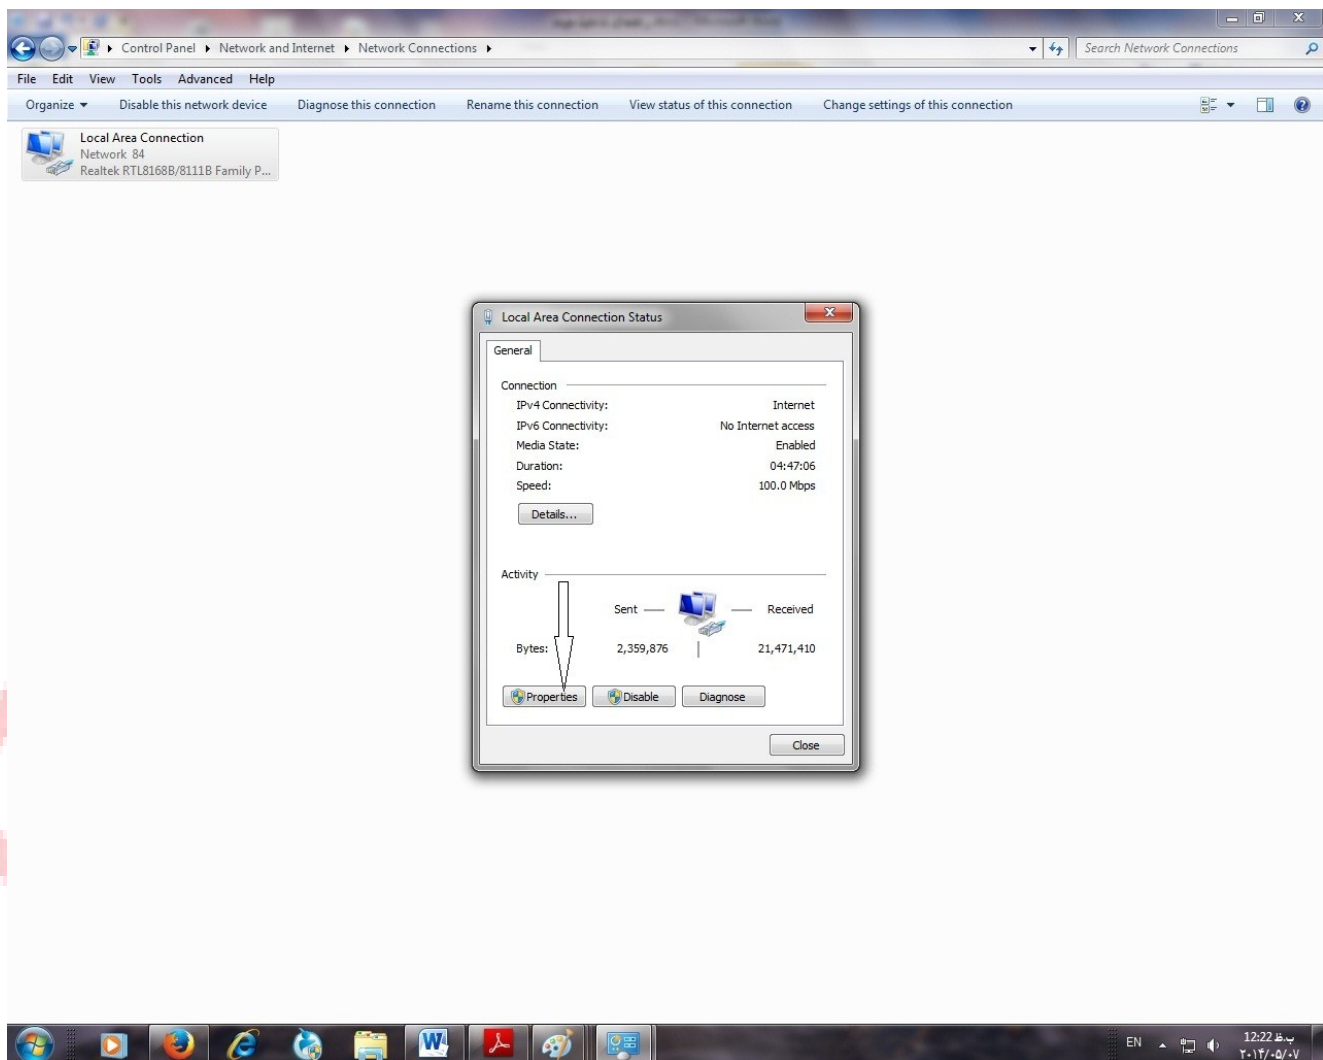 Control Panel ▸ Network and Internet ▸ Network Connections ▸
Search Network Connections
File Edit View Tools Advanced Help
Organize Disable this network device Diagnose this connection Rename this connection View status of this connection Change settings of this connection
Local Area Connection
Network 84
Realtek RTL8168B/8111B Family P...
Local Area Connection Status
General
Connection
IPv4 Connectivity: Internet
IPv6 Connectivity: No Internet access
Media State: Enabled
Duration: 04:47:06
Speed: 100.0 Mbps
Details...
Activity
Sent Received
Bytes: 2,359,876 21,471,410
Properties Disable Diagnose
Close
EN 12:22 ب.ظ
۲۰۱۴/۰۵/۰۷